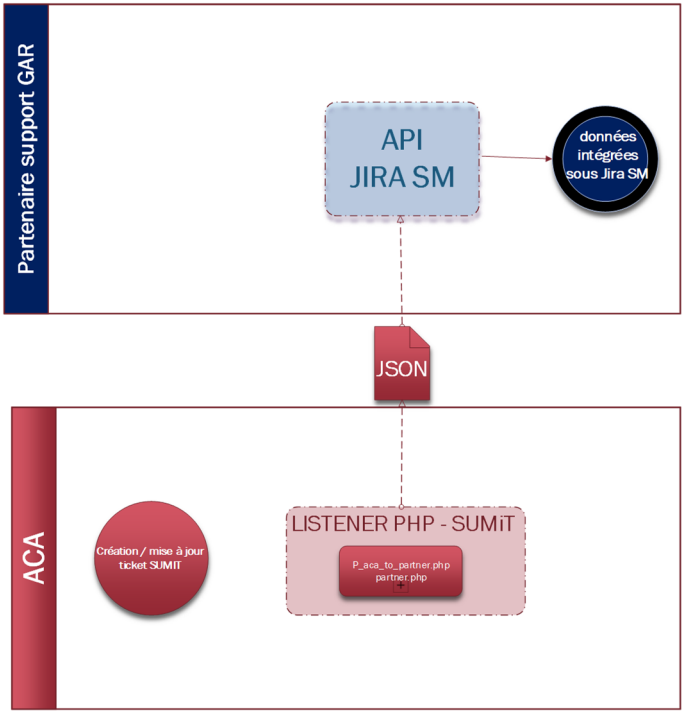 Partenaire support GAR
API
JIRA SM
données
intégrées
sous Jira SM
JSON
ACA
Création / mise à jour
ticket SUMIT
LISTENER PHP - SUMiT
P_aca_to_partner.php
partner.php
+